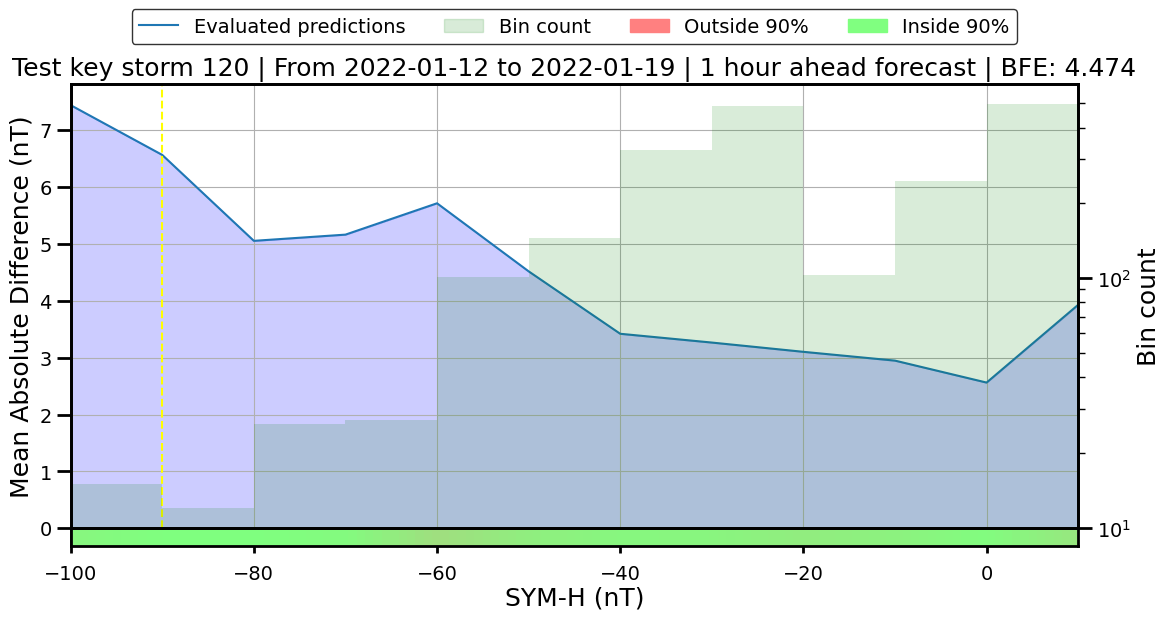 Evaluated predictions Bin count Outside 90% Inside 90%
Test key storm 120 | From 2022-01-12 to 2022-01-19 | 1 hour ahead forecast | BFE: 4.474
Mean Absolute Difference (nT)
7
6
5
4
3
2
1
0
10²
10¹
Bin count
−100 −80 −60 −40 −20 0
SYM-H (nT)